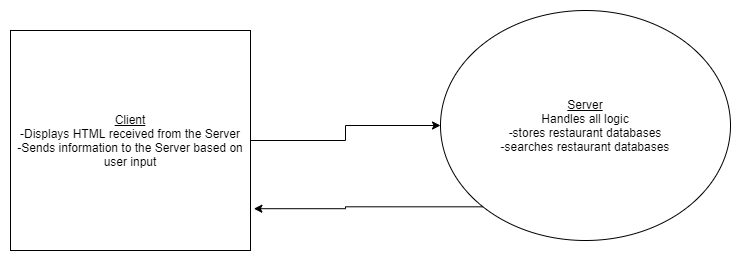 Client
-Displays HTML received from the Server
-Sends information to the Server based on
user input
Server
Handles all logic
-stores restaurant databases
-searches restaurant databases